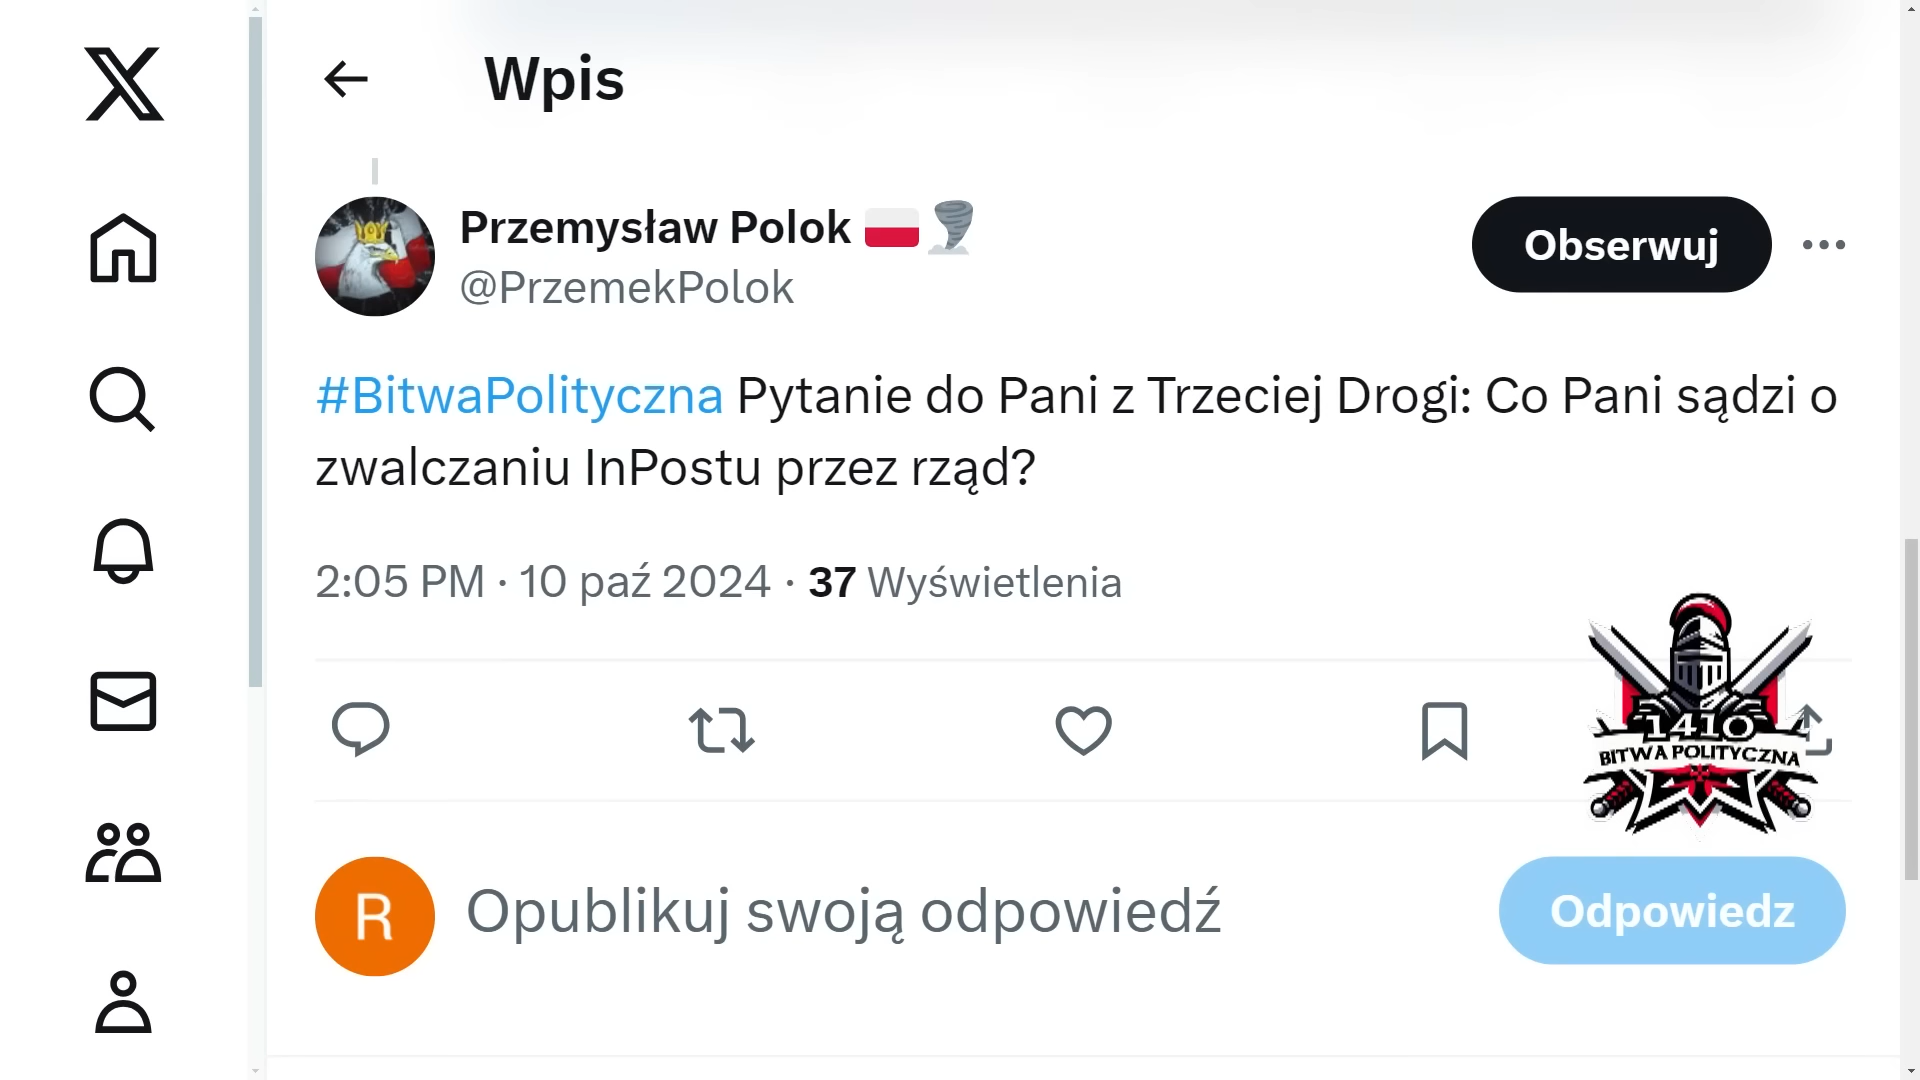 Wpis
Przemysław Polok
@PrzemekPolok
Obserwuj
#BitwaPolityczna Pytanie do Pani z Trzeciej Drogi: Co Pani sądzi o
zwalczaniu InPostu przez rząd?
2:05 PM · 10 paź 2024 · 37 Wyświetlenia
1410
BITWA POLITYCZNA
R
Opublikuj swoją odpowiedź
Odpowiedz